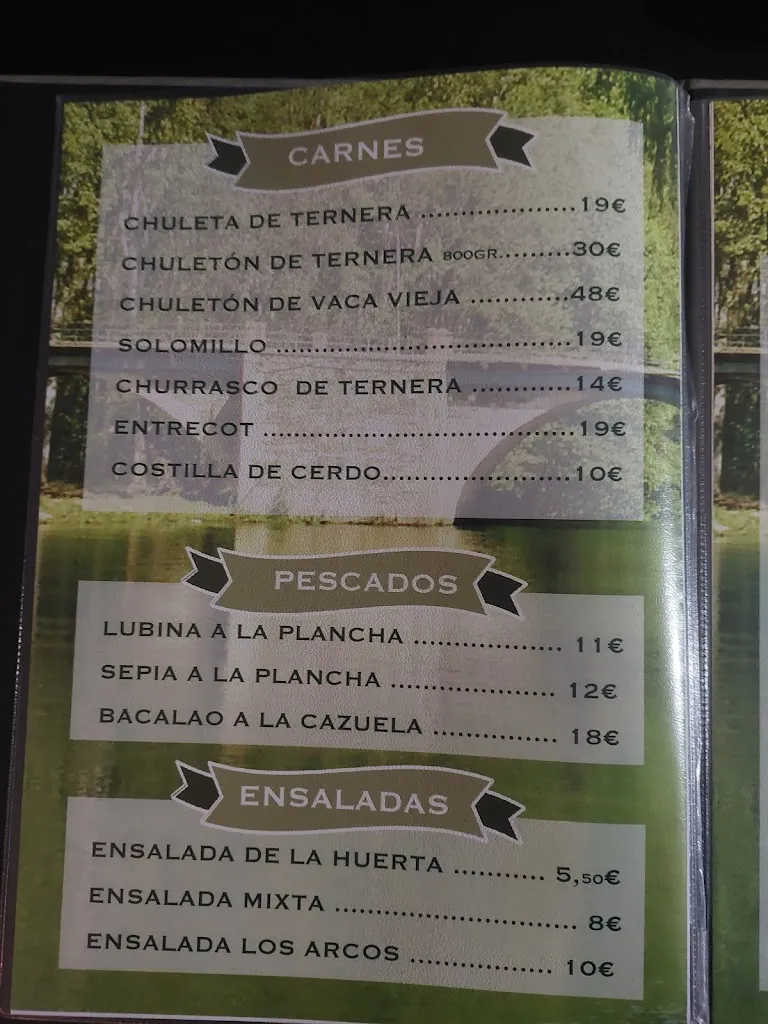 CARNES
CHULETA DE TERNERA ....................19€
CHULETÓN DE TERNERA 800GR.........30€
CHULETÓN DE VACA VIEJA .............48€
SOLOMILLO ......................................19€
CHURRASCO DE TERNERA .............14€
ENTRECOT ........................................19€
COSTILLA DE CERDO.........................10€
PESCADOS
LUBINA A LA PLANCHA .................... 11€
SEPIA A LA PLANCHA ...................... 12€
BACALAO A LA CAZUELA ................ 18€
ENSALADAS
ENSALADA DE LA HUERTA ............ 5,50€
ENSALADA MIXTA ................................ 8€
ENSALADA LOS ARCOS ................... 10€